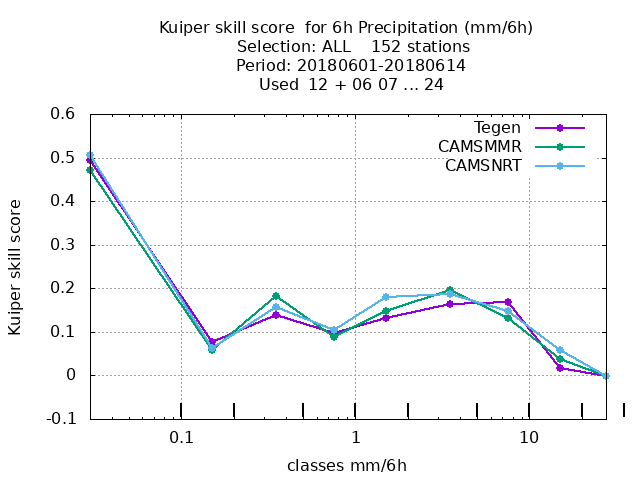 Kuiper skill score  for 6h Precipitation (mm/6h)
Selection: ALL    152 stations
Period: 20180601-20180614
Used  12 + 06 07 ... 24
Tegen
CAMSMMR
CAMSNRT
Kuiper skill score
0.6
0.5
0.4
0.3
0.2
0.1
0
-0.1
0.1
1
10
classes mm/6h